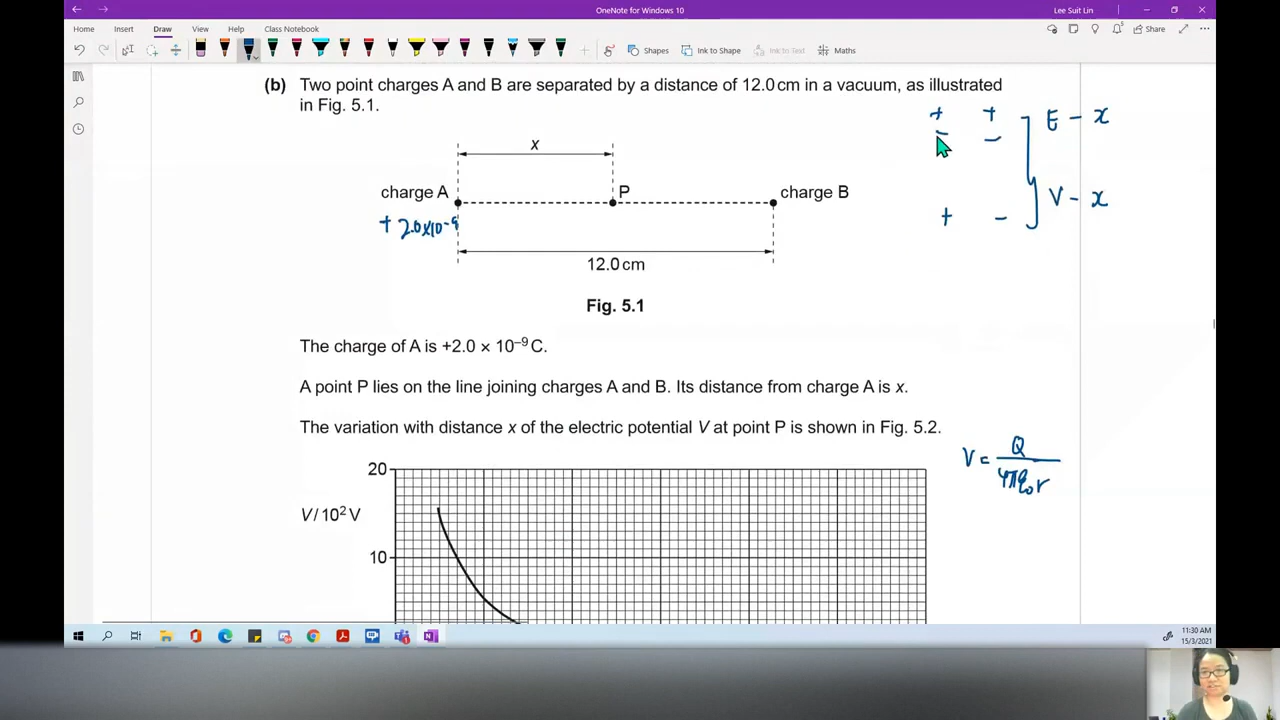 OneNote for Windows 10
Lee Suit Lin
Home Insert Draw View Help Class Notebook
Share
Shapes Ink to Shape Ink to Text Maths
(b) Two point charges A and B are separated by a distance of 12.0 cm in a vacuum, as illustrated
in Fig. 5.1.
+ + E - x
- -
x
charge A P charge B
V - x
+ 2.0x10⁻⁹
+ -
12.0 cm
Fig. 5.1
The charge of A is +2.0 × 10⁻⁹ C.
A point P lies on the line joining charges A and B. Its distance from charge A is x.
The variation with distance x of the electric potential V at point P is shown in Fig. 5.2.
V = Q
4πε₀r
20
V / 10² V
10
11:30 AM
15/3/2021